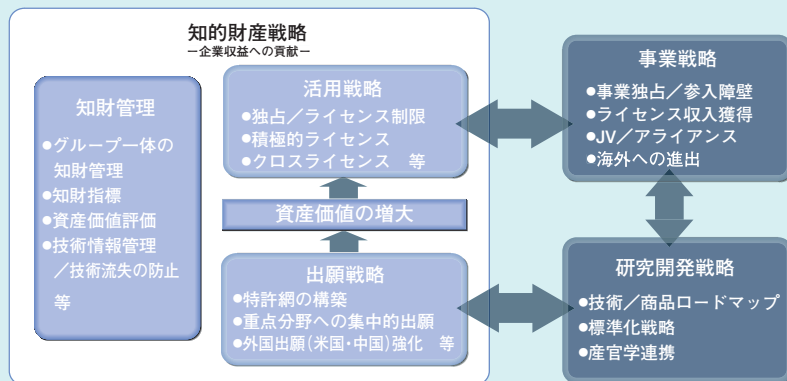 知的財産戦略
−企業収益への貢献−
知財管理
●グループ一体の
知財管理
●知財指標
●資産価値評価
●技術情報管理
／技術流失の防止
等
活用戦略
●独占／ライセンス制限
●積極的ライセンス
●クロスライセンス　等
資産価値の増大
出願戦略
●特許網の構築
●重点分野への集中的出願
●外国出願(米国・中国)強化　等
事業戦略
●事業独占／参入障壁
●ライセンス収入獲得
●JV／アライアンス
●海外への進出
研究開発戦略
●技術／商品ロードマップ
●標準化戦略
●産官学連携